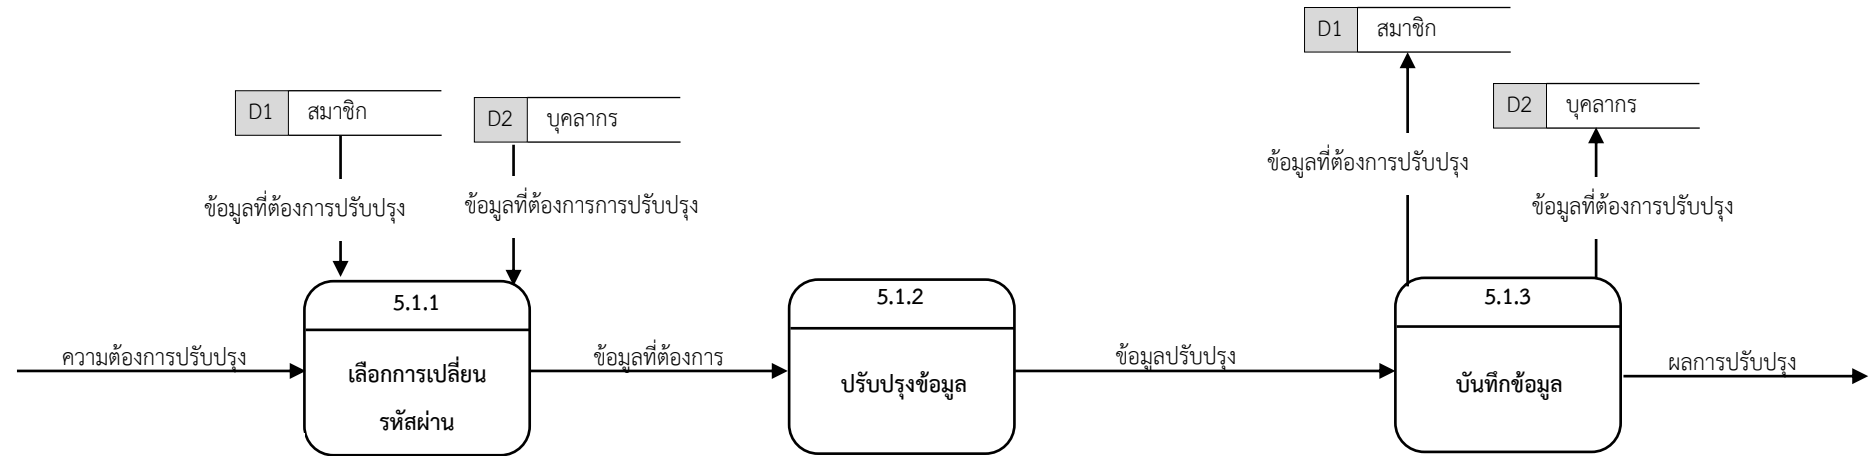 D1 สมาชิก
D2 บุคลากร
D1 สมาชิก
D2 บุคลากร
ข้อมูลที่ต้องการปรับปรุง
ข้อมูลที่ต้องการการปรับปรุง
ข้อมูลที่ต้องการปรับปรุง
ข้อมูลที่ต้องการปรับปรุง
ความต้องการปรับปรุง
5.1.1
เลือกการเปลี่ยน
รหัสผ่าน
ข้อมูลที่ต้องการ
5.1.2
ปรับปรุงข้อมูล
ข้อมูลปรับปรุง
5.1.3
บันทึกข้อมูล
ผลการปรับปรุง